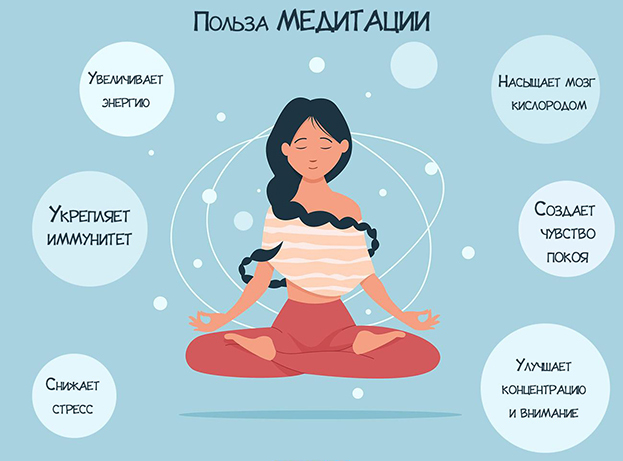 Польза МЕДИТАЦИИ
Увеличивает
энергию
Насыщает мозг
кислородом
Укрепляет
иммунитет
Создает
чувство
покоя
Снижает
стресс
Улучшает
концентрацию
и внимание